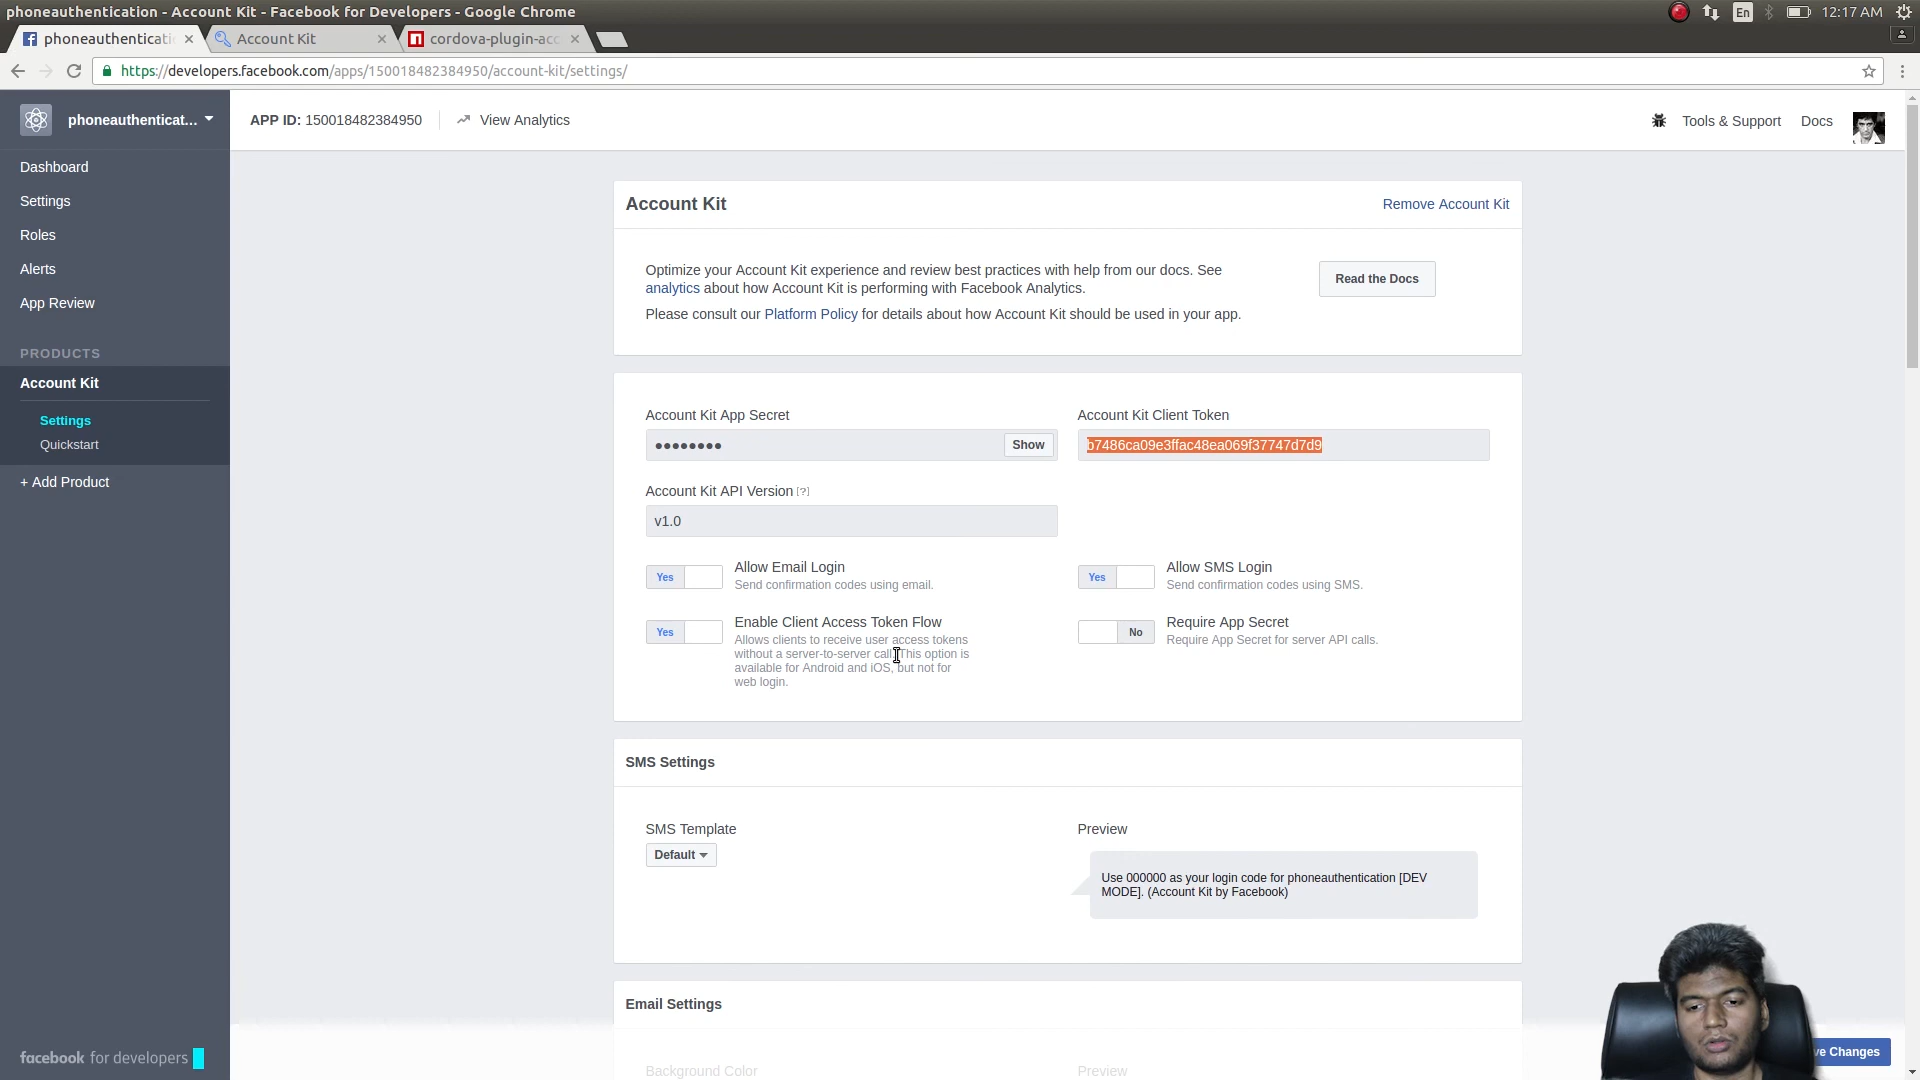 phoneauthentication - Account Kit - Facebook for Developers - Google Chrome
En
12:17 AM
phoneauthenticati
Account Kit
cordova-plugin-acc
https://developers.facebook.com/apps/150018482384950/account-kit/settings/
phoneauthenticat...
APP ID: 150018482384950
View Analytics
Tools & Support
Docs
Dashboard
Settings
Roles
Alerts
App Review
PRODUCTS
Account Kit
Settings
Quickstart
+ Add Product
facebook for developers
Account Kit
Remove Account Kit
Optimize your Account Kit experience and review best practices with help from our docs. See
analytics about how Account Kit is performing with Facebook Analytics.
Please consult our Platform Policy for details about how Account Kit should be used in your app.
Read the Docs
Account Kit App Secret
●●●●●●●●
Show
Account Kit Client Token
b7486ca09e3ffac48ea069f37747d7d9
Account Kit API Version [?]
v1.0
Yes
Allow Email Login
Send confirmation codes using email.
Yes
Allow SMS Login
Send confirmation codes using SMS.
Yes
Enable Client Access Token Flow
Allows clients to receive user access tokens
without a server-to-server call. This option is
available for Android and iOS, but not for
web login.
No
Require App Secret
Require App Secret for server API calls.
SMS Settings
SMS Template
Default
Preview
Use 000000 as your login code for phoneauthentication [DEV
MODE]. (Account Kit by Facebook)
Email Settings
Background Color
Preview
ve Changes